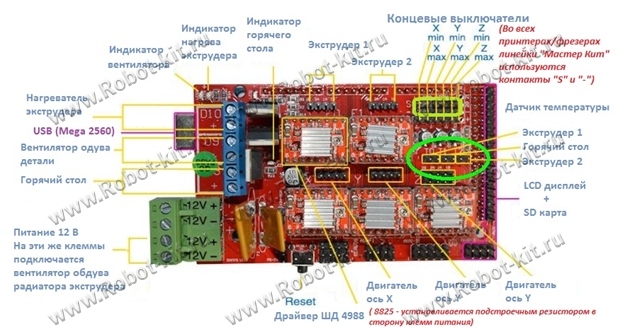 Концевые выключатели
Индикатор
горячего
стола
X
min
Y
min
Z
min
(Во всех
принтерах/фрезерах
линейки "Мастер Кит"
используются
контакты "S" и "-")
Индикатор
нагрева
экструдера
Экструдер 1
Экструдер 2
X
max
Y
max
Z
max
Индикатор
вентилятора
Нагреватель
экструдера
D10
S
Датчик температуры
USB (Mega 2560)
D9
Экструдер 1
Вентилятор одува
детали
Горячий стол
Экструдер 2
Горячий стол
LCD дисплей
+
SD карта
12V +
12V -
12V +
12V -
Питание 12 В
На эти же клеммы
подключается
вентилятор обдува
радиатора экструдера
Reset
Драйвер ШД 4988
Двигатель
ось X
Двигатель
ось Y
Двигатель
ось Y
( 8825 - устанавливается подстроечным резистором в
сторону клемм питания)
www.Robot-kit.ru
www.Robot-kit.ru
www.Robot-kit.ru
www.Robot-kit.ru